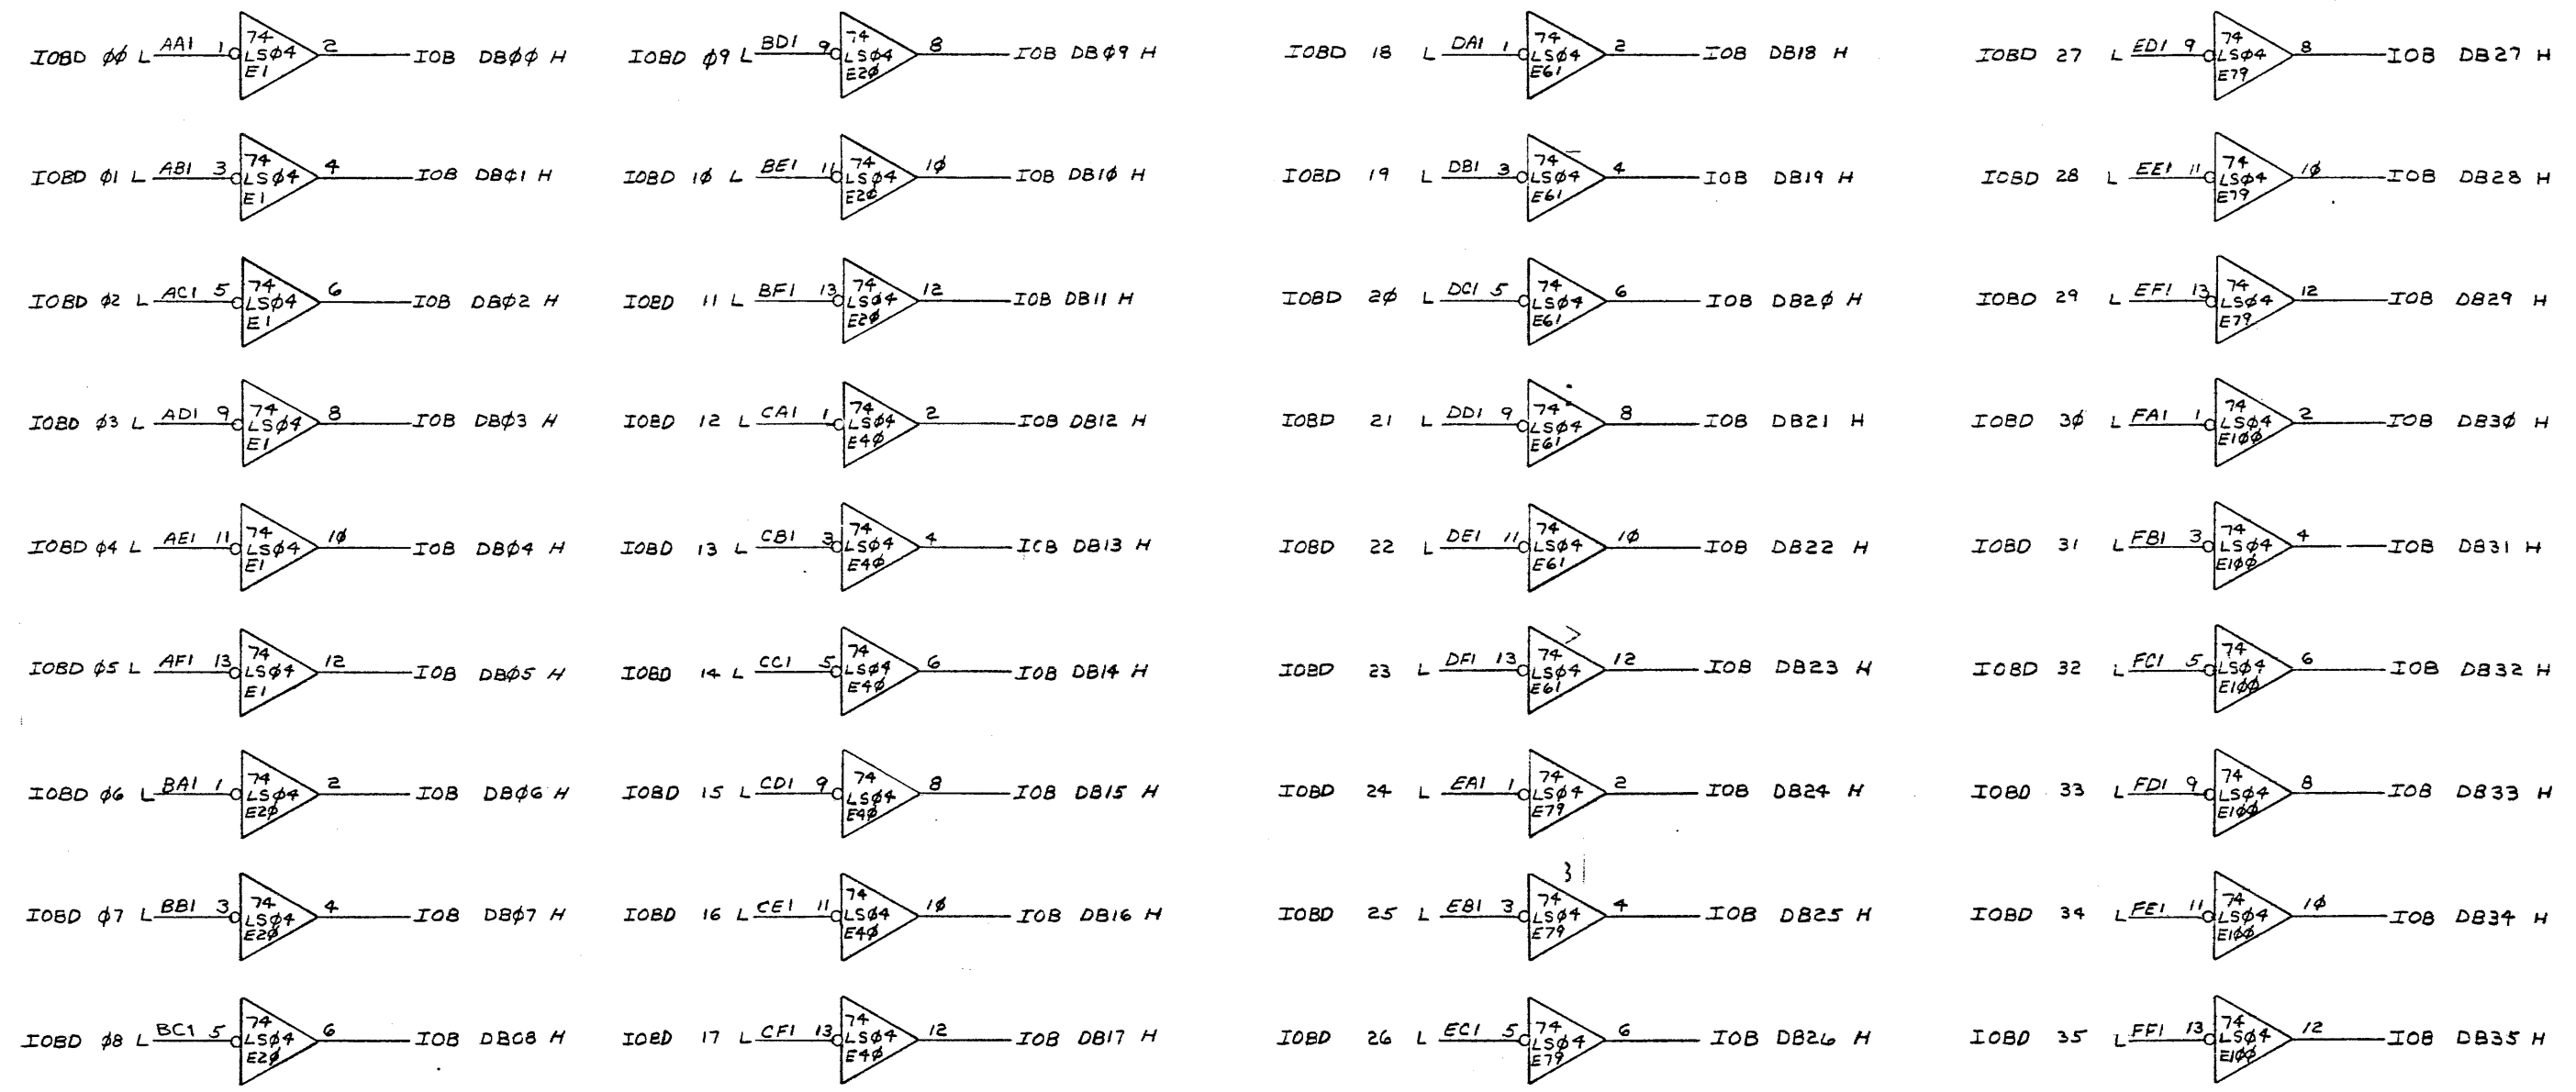 IOBD ØØ L AA1 1 74 LSØ4 E1 2 IOB DBØØ H
IOBD Ø1 L AB1 3 74 LSØ4 E1 4 IOB DBØ1 H
IOBD Ø2 L AC1 5 74 LSØ4 E1 6 IOB DBØ2 H
IOBD Ø3 L AD1 9 74 LSØ4 E1 8 IOB DBØ3 H
IOBD Ø4 L AE1 11 74 LSØ4 E1 1Ø IOB DBØ4 H
IOBD Ø5 L AF1 13 74 LSØ4 E1 12 IOB DBØ5 H
IOBD Ø6 L BA1 1 74 LSØ4 E2Ø 2 IOB DBØ6 H
IOBD Ø7 L BB1 3 74 LSØ4 E2Ø 4 IOB DBØ7 H
IOBD Ø8 L BC1 5 74 LSØ4 E2Ø 6 IOB DB08 H
IOBD Ø9 L BD1 9 74 LSØ4 E2Ø 8 IOB DBØ9 H
IOBD 1Ø L BE1 11 74 LSØ4 E2Ø 1Ø IOB DB1Ø H
IOBD 11 L BF1 13 74 LSØ4 E2Ø 12 IOB DB11 H
IOBD 12 L CA1 1 74 LSØ4 E4Ø 2 IOB DB12 H
IOBD 13 L CB1 3 74 LSØ4 E4Ø 4 IOB DB13 H
IOBD 14 L CC1 5 74 LSØ4 E4Ø 6 IOB DB14 H
IOBD 15 L CD1 9 74 LSØ4 E4Ø 8 IOB DB15 H
IOBD 16 L CE1 11 74 LSØ4 E4Ø 1Ø IOB DB16 H
IOBD 17 L CF1 13 74 LSØ4 E4Ø 12 IOB DB17 H
IOBD 18 L DA1 1 74 LSØ4 E61 2 IOB DB18 H
IOBD 19 L DB1 3 74 LSØ4 E61 4 IOB DB19 H
IOBD 2Ø L DC1 5 74 LSØ4 E61 6 IOB DB2Ø H
IOBD 21 L DD1 9 74 LSØ4 E61 8 IOB DB21 H
IOBD 22 L DE1 11 74 LSØ4 E61 1Ø IOB DB22 H
IOBD 23 L DF1 13 74 LSØ4 E61 12 IOB DB23 H
IOBD 24 L EA1 1 74 LSØ4 E79 2 IOB DB24 H
IOBD 25 L EB1 3 74 LSØ4 E79 4 IOB DB25 H
IOBD 26 L EC1 5 74 LSØ4 E79 6 IOB DB26 H
IOBD 27 L ED1 9 74 LSØ4 E79 8 IOB DB27 H
IOBD 28 L EE1 11 74 LSØ4 E79 1Ø IOB DB28 H
IOBD 29 L EF1 13 74 LSØ4 E79 12 IOB DB29 H
IOBD 3Ø L FA1 1 74 LSØ4 E1ØØ 2 IOB DB3Ø H
IOBD 31 L FB1 3 74 LSØ4 E1ØØ 4 IOB DB31 H
IOBD 32 L FC1 5 74 LSØ4 E1ØØ 6 IOB DB32 H
IOBD 33 L FD1 9 74 LSØ4 E1ØØ 8 IOB DB33 H
IOBD 34 L FE1 11 74 LSØ4 E1ØØ 1Ø IOB DB34 H
IOBD 35 L FF1 13 74 LSØ4 E1ØØ 12 IOB DB35 H